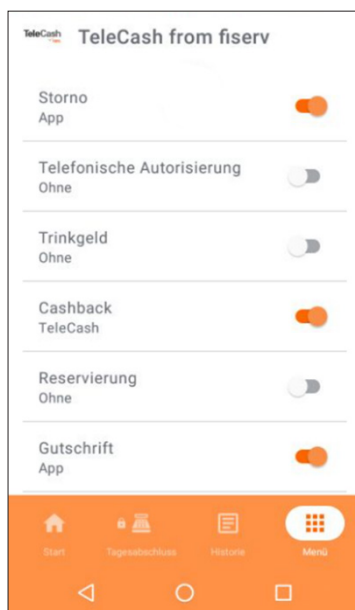 TeleCash
TeleCash from fiserv
Storno
App
Telefonische Autorisierung
Ohne
Trinkgeld
Ohne
Cashback
TeleCash
Reservierung
Ohne
Gutschrift
App
Start Tagesabschluss Historie Menü